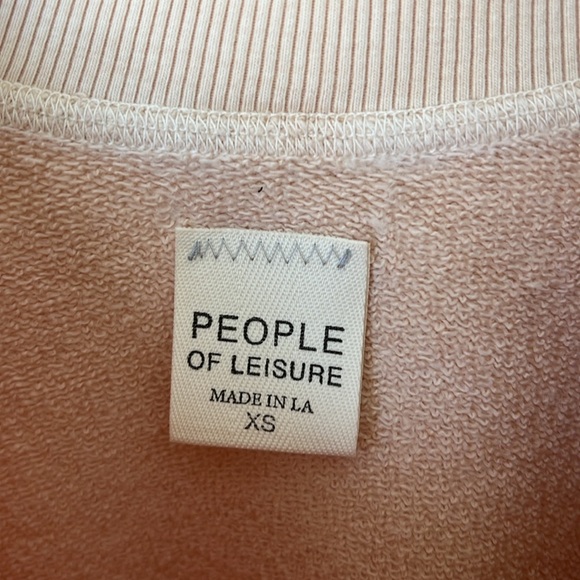 PEOPLE
OF LEISURE
MADE IN LA
XS